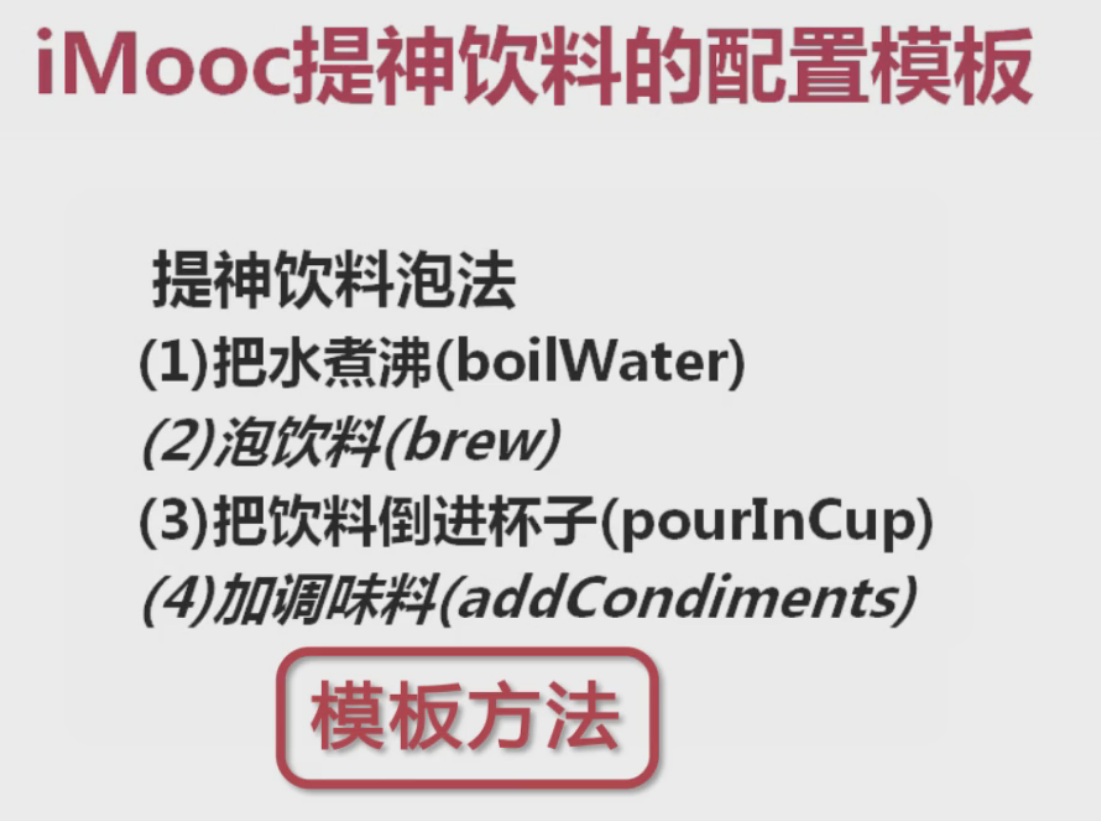 iMooc提神饮料的配置模板
提神饮料泡法
(1)把水煮沸(boilWater)
(2)泡饮料(brew)
(3)把饮料倒进杯子(pourInCup)
(4)加调味料(addCondiments)
模板方法